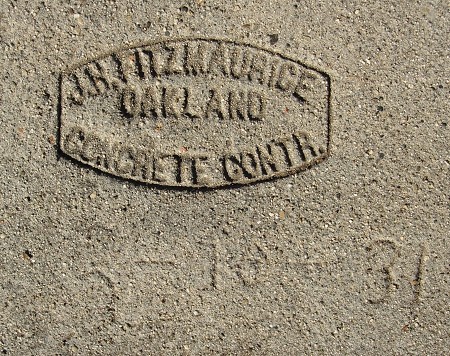 J.H. FITZMAURICE
OAKLAND
CONCRETE CONTR.
31